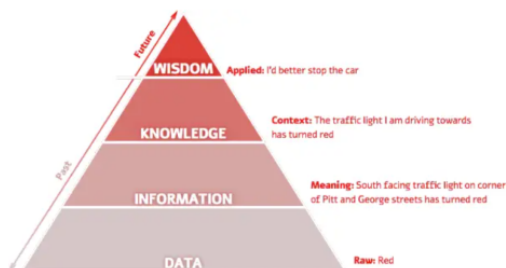 Future
WISDOM
Applied: I'd better stop the car
Context: The traffic light I am driving towards
has turned red
KNOWLEDGE
Past
Meaning: South facing traffic light on corner
of Pitt and George streets has turned red
INFORMATION
Raw: Red
DATA